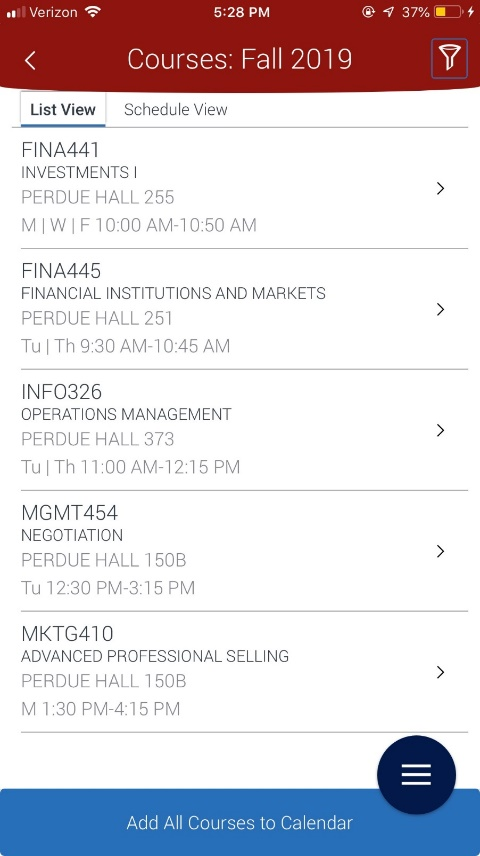 Verizon 5:28 PM 37%
Courses: Fall 2019
List View Schedule View
FINA441
INVESTMENTS I
PERDUE HALL 255
M | W | F 10:00 AM-10:50 AM
FINA445
FINANCIAL INSTITUTIONS AND MARKETS
PERDUE HALL 251
Tu | Th 9:30 AM-10:45 AM
INFO326
OPERATIONS MANAGEMENT
PERDUE HALL 373
Tu | Th 11:00 AM-12:15 PM
MGMT454
NEGOTIATION
PERDUE HALL 150B
Tu 12:30 PM-3:15 PM
MKTG410
ADVANCED PROFESSIONAL SELLING
PERDUE HALL 150B
M 1:30 PM-4:15 PM
Add All Courses to Calendar